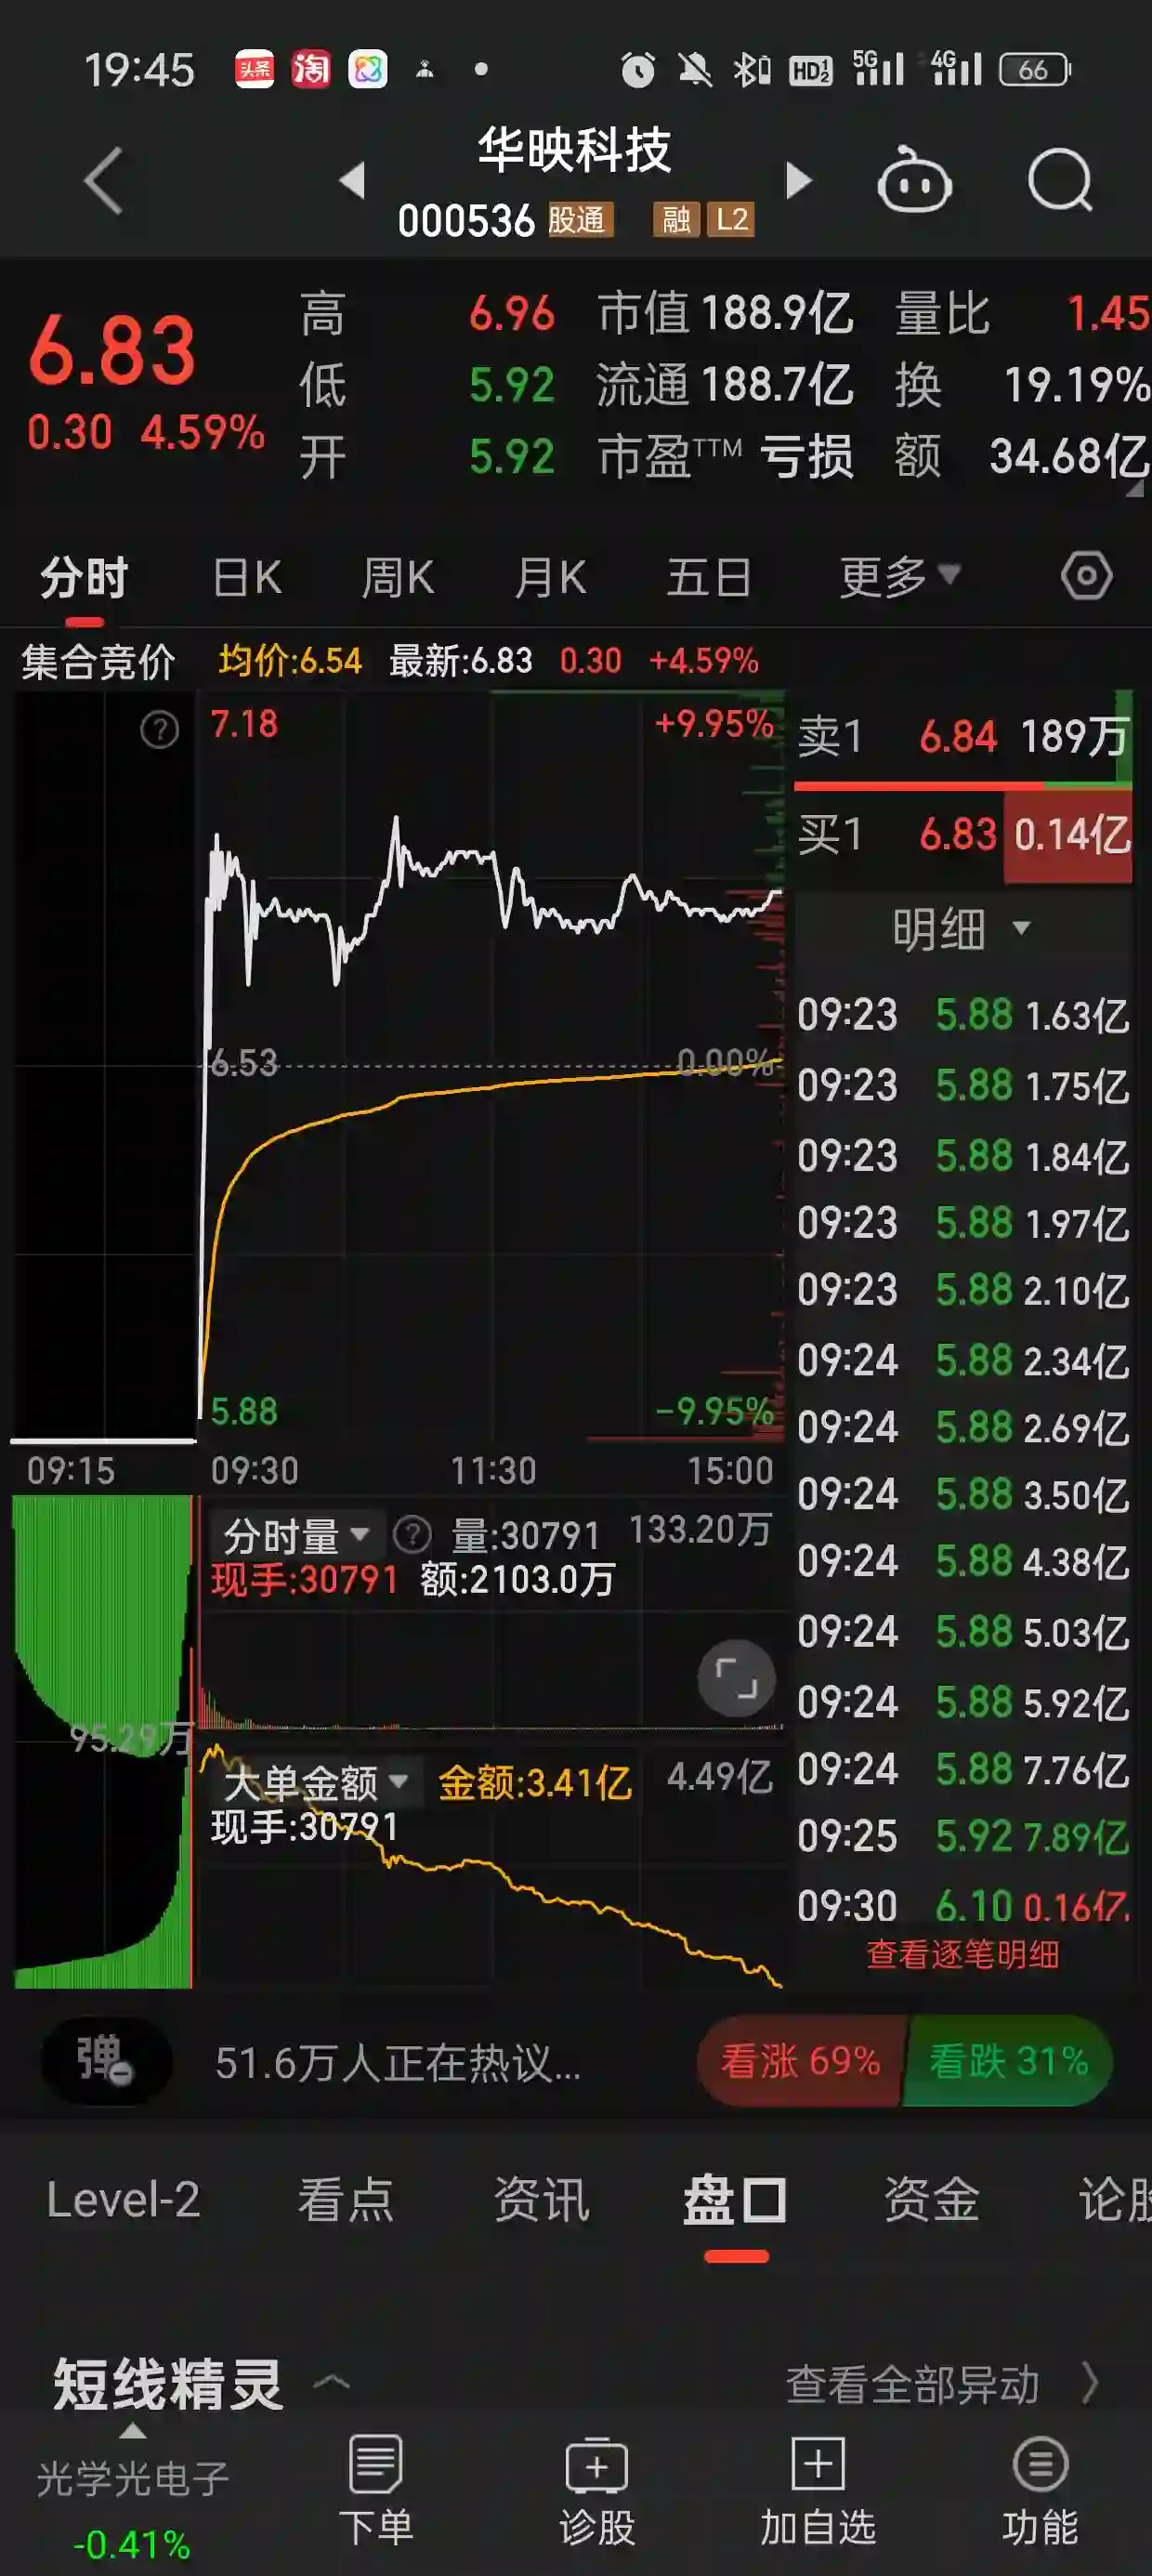 19:45 头条 淘 HD1 2 5G 4G 66
华映科技
000536 股通 融 L2
6.83 高 6.96 市值 188.9亿 量比 1.45
低 5.92 流通 188.7亿 换 19.19%
0.30 4.59% 开 5.92 市盈TTM 亏损 额 34.68亿
分时 日K 周K 月K 五日 更多
集合竞价 均价:6.54 最新:6.83 0.30 +4.59%
? 7.18 +9.95%
卖1 6.84 189万
买1 6.83 0.14亿
明细
09:23 5.88 1.63亿
6.53 0.00%
09:23 5.88 1.75亿
09:23 5.88 1.84亿
09:23 5.88 1.97亿
09:23 5.88 2.10亿
09:24 5.88 2.34亿
5.88 -9.95%
09:24 5.88 2.69亿
09:15 09:30 11:30 15:00
09:24 5.88 3.50亿
分时量 ? 量:30791 133.20万
09:24 5.88 4.38亿
现手:30791 额:2103.0万
09:24 5.88 5.03亿
09:24 5.88 5.92亿
95.29万
09:24 5.88 7.76亿
大单金额 金额:3.41亿 4.49亿
现手:30791
09:25 5.92 7.89亿
09:30 6.10 0.16亿
查看逐笔明细
弹 51.6万人正在热议... 看涨 69% 看跌 31%
Level-2 看点 资讯 盘口 资金 论股
短线精灵 查看全部异动
光学光电子
-0.41%
下单 诊股 加自选 功能